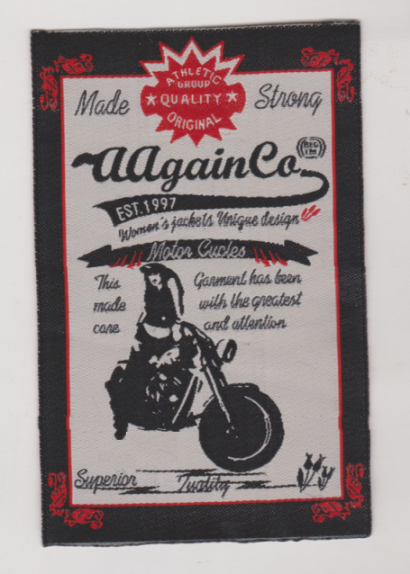 ATHLETIC
GROUP
Made ★ QUALITY ★ Strong
ORIGINAL
AAgainCo
REG
T.M
EST.1997
Women's jackets Unique design
Motor Cycles
This Garment has been
made with the greatest
care and attention
Superior Tuality